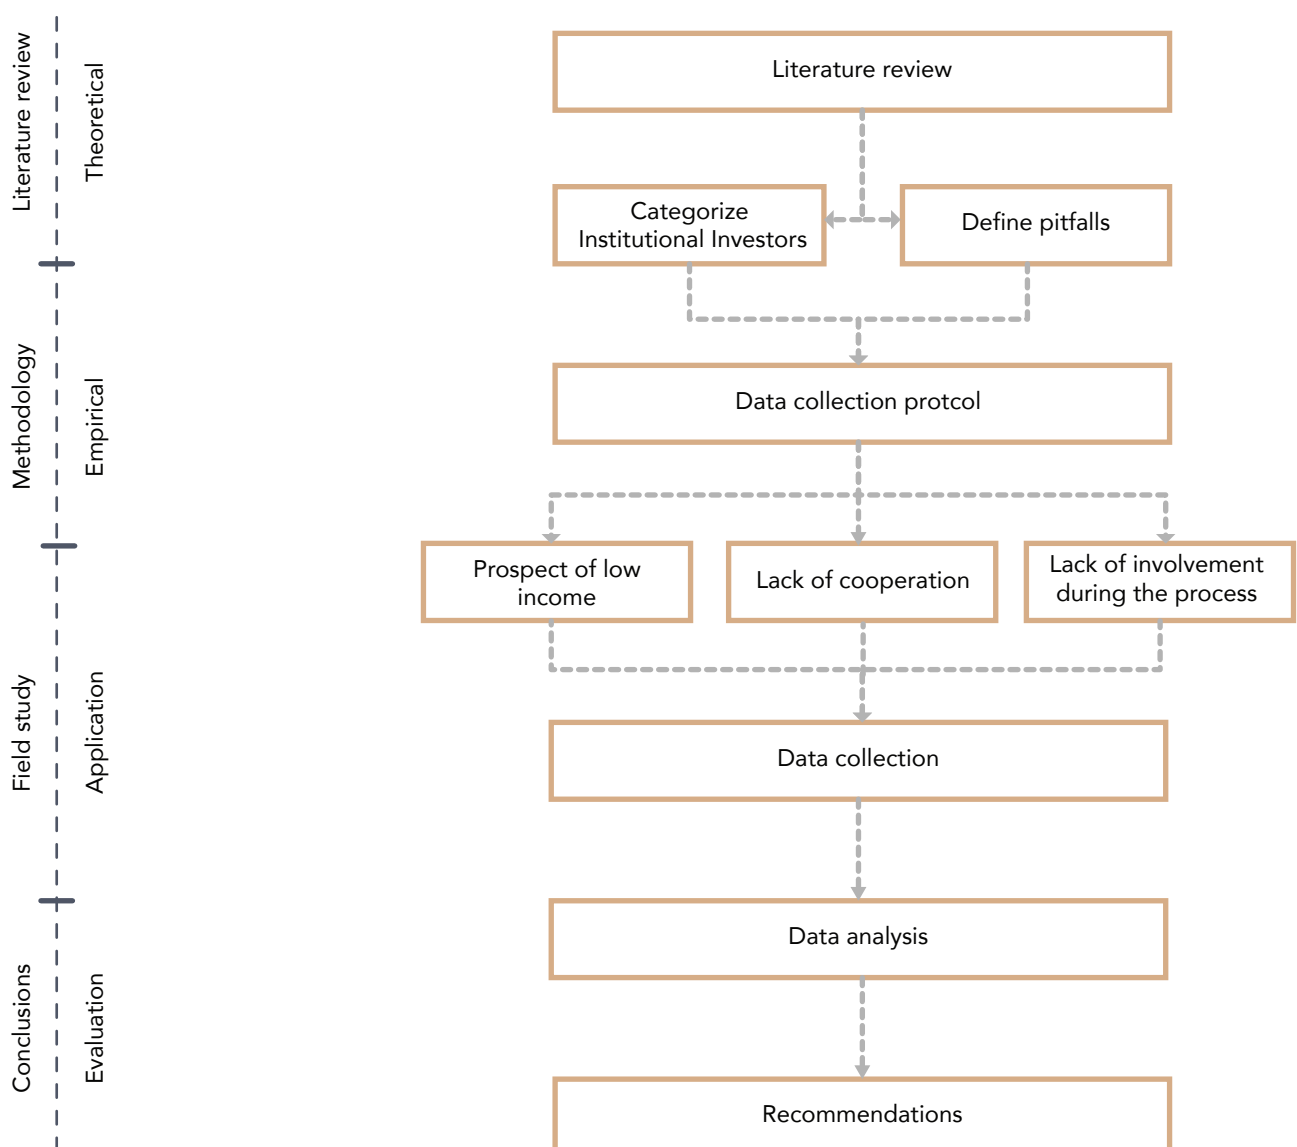 Literature review
Theoretical
Literature review
Categorize
Institutional Investors
Define pitfalls
Methodology
Empirical
Data collection protcol
Prospect of low
income
Lack of cooperation
Lack of involvement
during the process
Field study
Application
Data collection
Conclusions
Evaluation
Data analysis
Recommendations